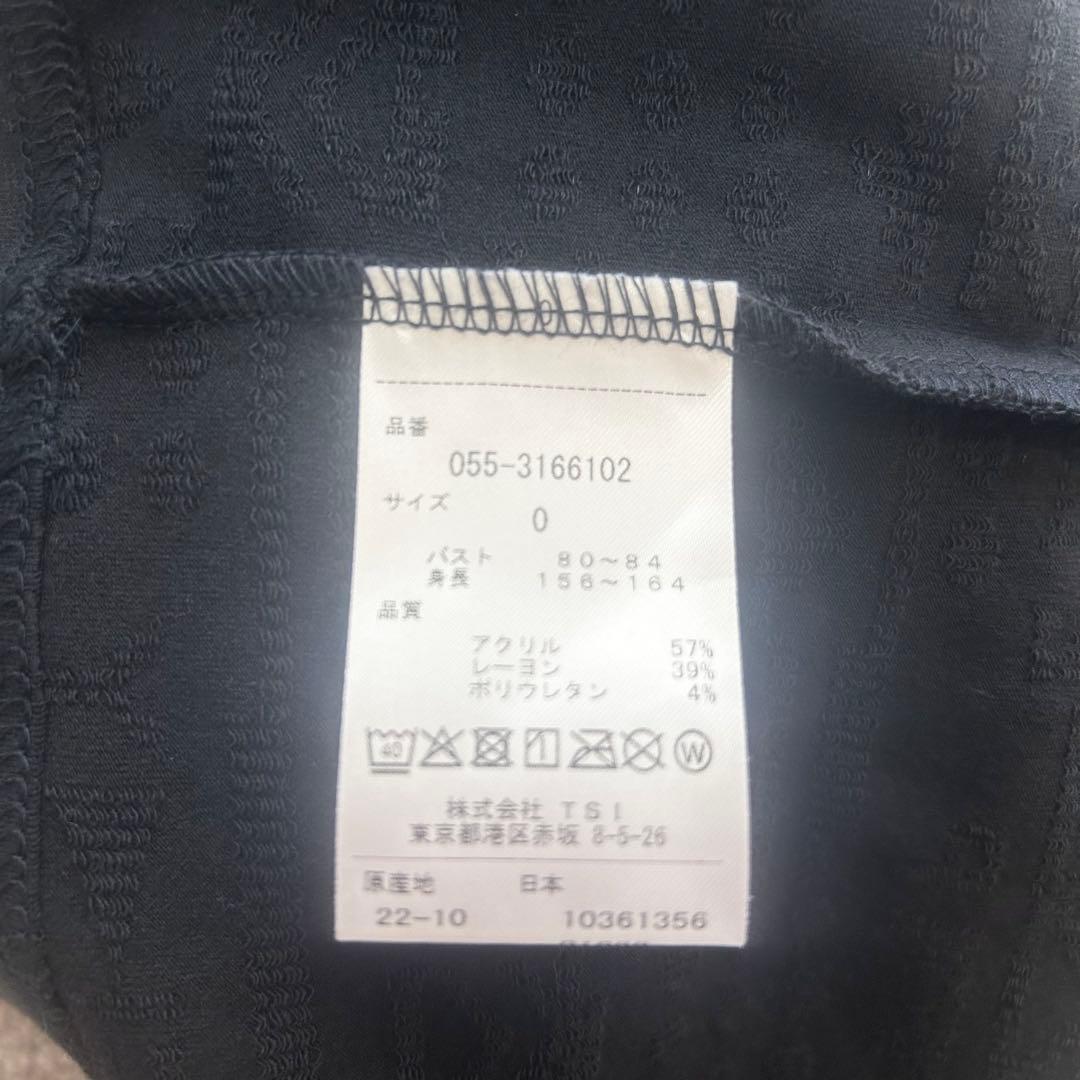 品番
055-3166102
サイズ
0
バスト 80~84
身長 156~164
品質
アクリル 57%
レーヨン 39%
ポリウレタン 4%
40 W
株式会社 TSI
東京都港区赤坂 8-5-26
原産地 日本
22-10 10361356